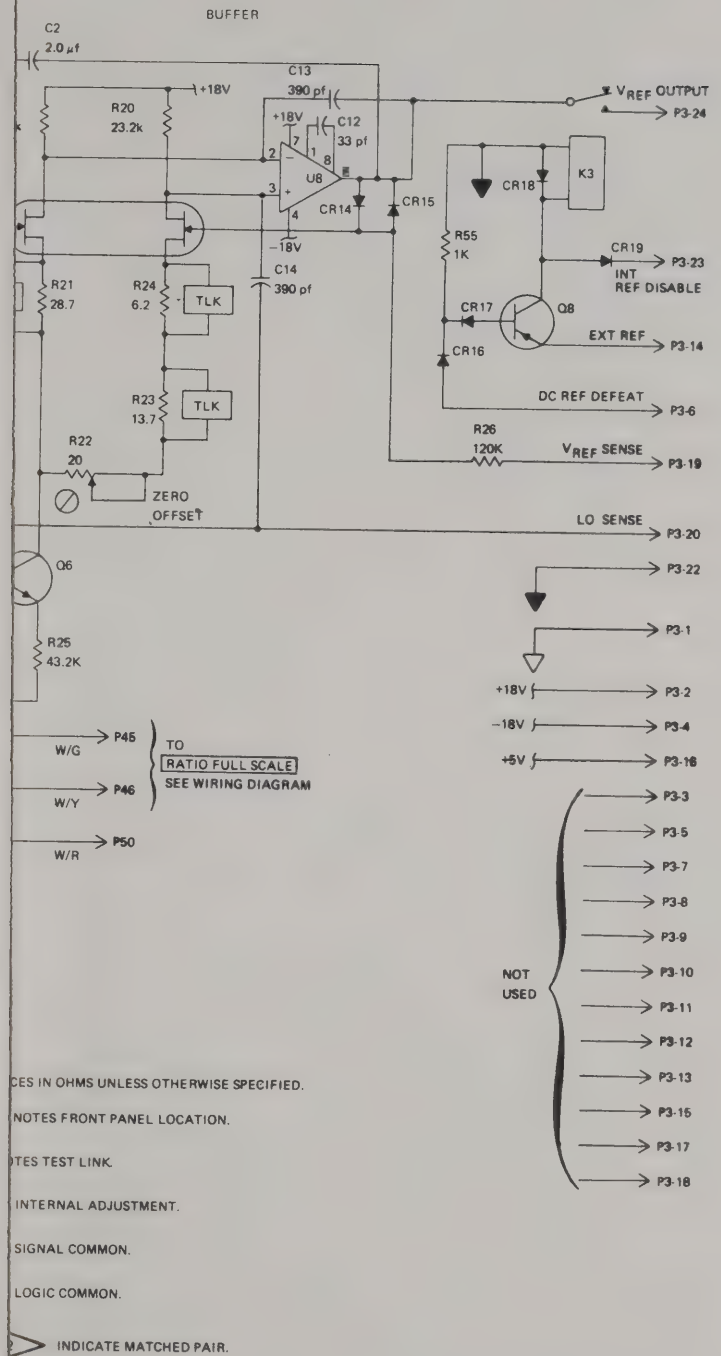 BUFFER
C2
2.0 µf
C13
390 pf
+18V
R20
23.2k
+18V
C12
33 pf
7
1
8
2
−
U8
3
+
4
−18V
CR14
CR15
VREF OUTPUT
P3-24
K3
CR18
R55
1K
CR19
P3-23
INT
REF DISABLE
CR17
Q8
EXT REF
P3-14
CR16
DC REF DEFEAT
P3-6
C14
390 pf
R21
28.7
R24
6.2
TLK
R23
13.7
TLK
R26
120K
VREF SENSE
P3-19
R22
20
ZERO
OFFSET
LO SENSE
P3-20
Q6
P3-22
P3-1
R25
43.2K
+18V
P3-2
−18V
P3-4
+5V
P3-16
W/G
P45
TO
RATIO FULL SCALE
SEE WIRING DIAGRAM
W/Y
P46
W/R
P50
NOT
USED
P3-3
P3-5
P3-7
P3-8
P3-9
P3-10
P3-11
P3-12
P3-13
P3-15
P3-17
P3-18
CES IN OHMS UNLESS OTHERWISE SPECIFIED.
NOTES FRONT PANEL LOCATION.
TES TEST LINK.
INTERNAL ADJUSTMENT.
SIGNAL COMMON.
LOGIC COMMON.
INDICATE MATCHED PAIR.